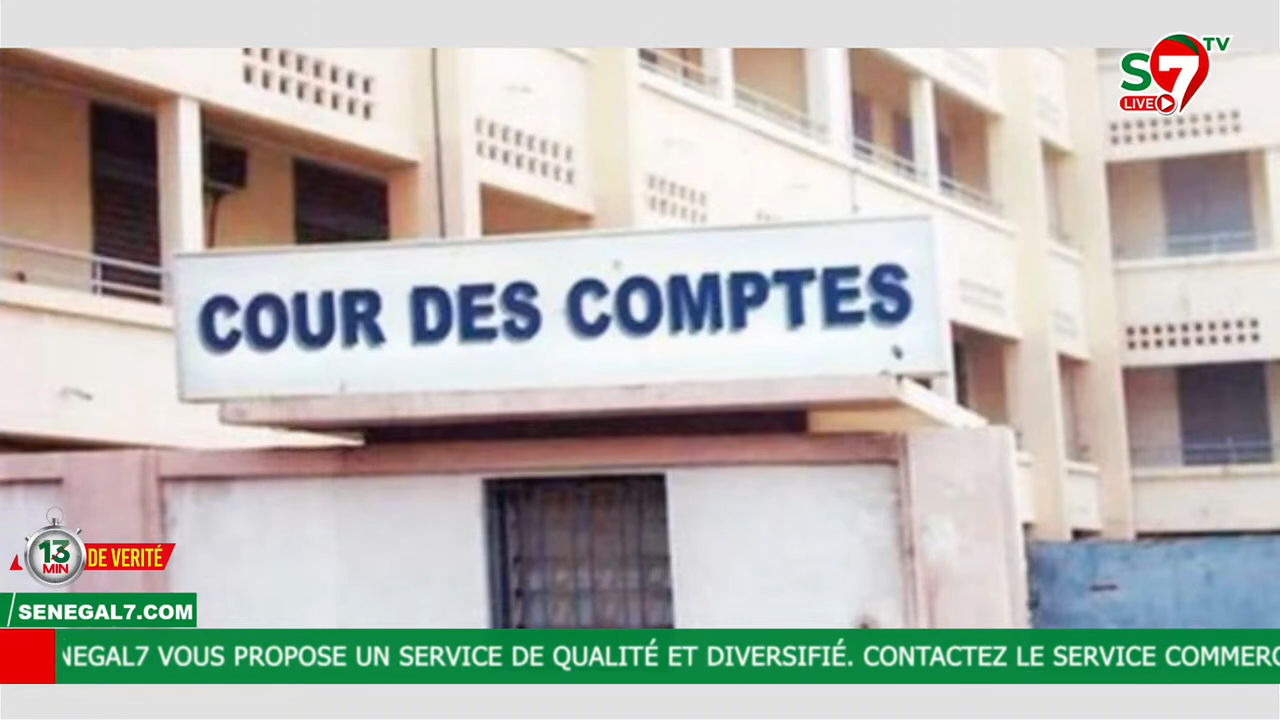 S7 TV
LIVE
COUR DES COMPTES
13
MIN
DE VERITÉ
SENEGAL7.COM
NEGAL7 VOUS PROPOSE UN SERVICE DE QUALITÉ ET DIVERSIFIÉ. CONTACTEZ LE SERVICE COMMERC